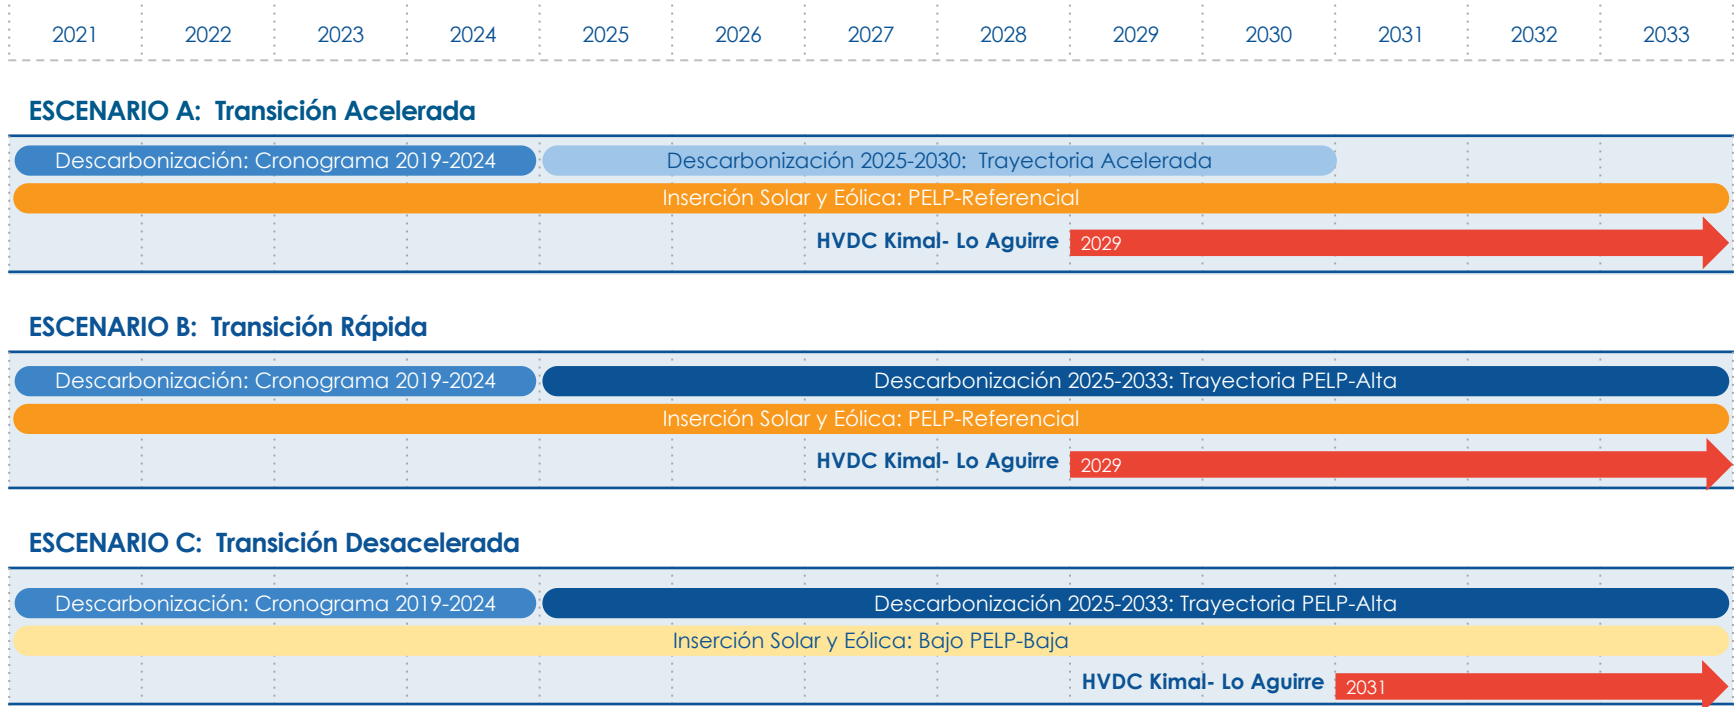 2021 2022 2023 2024 2025 2026 2027 2028 2029 2030 2031 2032 2033
ESCENARIO A: Transición Acelerada
Descarbonización: Cronograma 2019-2024 Descarbonización 2025-2030: Trayectoria Acelerada
Inserción Solar y Eólica: PELP-Referencial
HVDC Kimal- Lo Aguirre 2029
ESCENARIO B: Transición Rápida
Descarbonización: Cronograma 2019-2024 Descarbonización 2025-2033: Trayectoria PELP-Alta
Inserción Solar y Eólica: PELP-Referencial
HVDC Kimal- Lo Aguirre 2029
ESCENARIO C: Transición Desacelerada
Descarbonización: Cronograma 2019-2024 Descarbonización 2025-2033: Trayectoria PELP-Alta
Inserción Solar y Eólica: Bajo PELP-Baja
HVDC Kimal- Lo Aguirre 2031